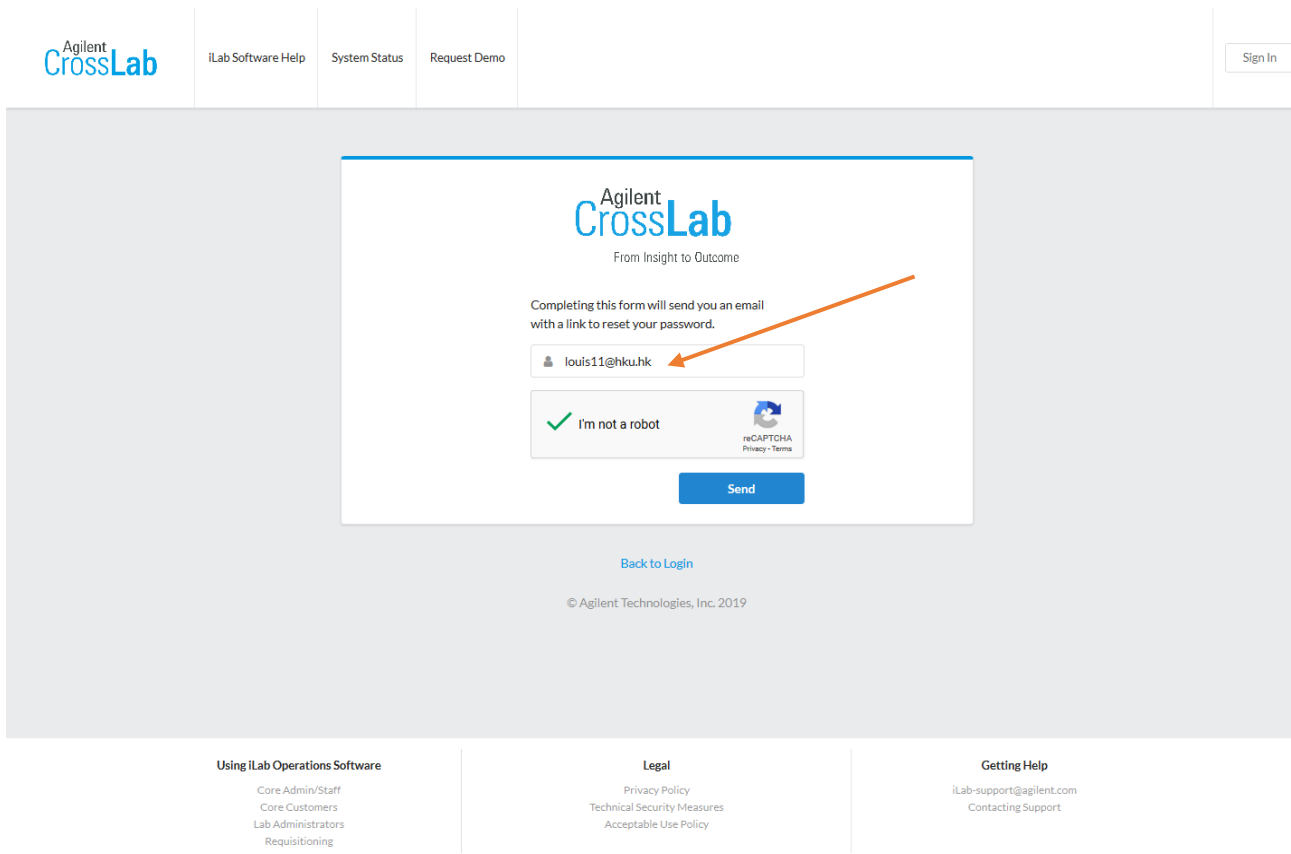 Agilent
CrossLab
iLab Software Help
System Status
Request Demo
Sign In
Agilent
CrossLab
From Insight to Outcome
Completing this form will send you an email
with a link to reset your password.
louis11@hku.hk
I'm not a robot
reCAPTCHA
Privacy - Terms
Send
Back to Login
© Agilent Technologies, Inc. 2019
Using iLab Operations Software
Core Admin/Staff
Core Customers
Lab Administrators
Requisitioning
Legal
Privacy Policy
Technical Security Measures
Acceptable Use Policy
Getting Help
iLab-support@agilent.com
Contacting Support